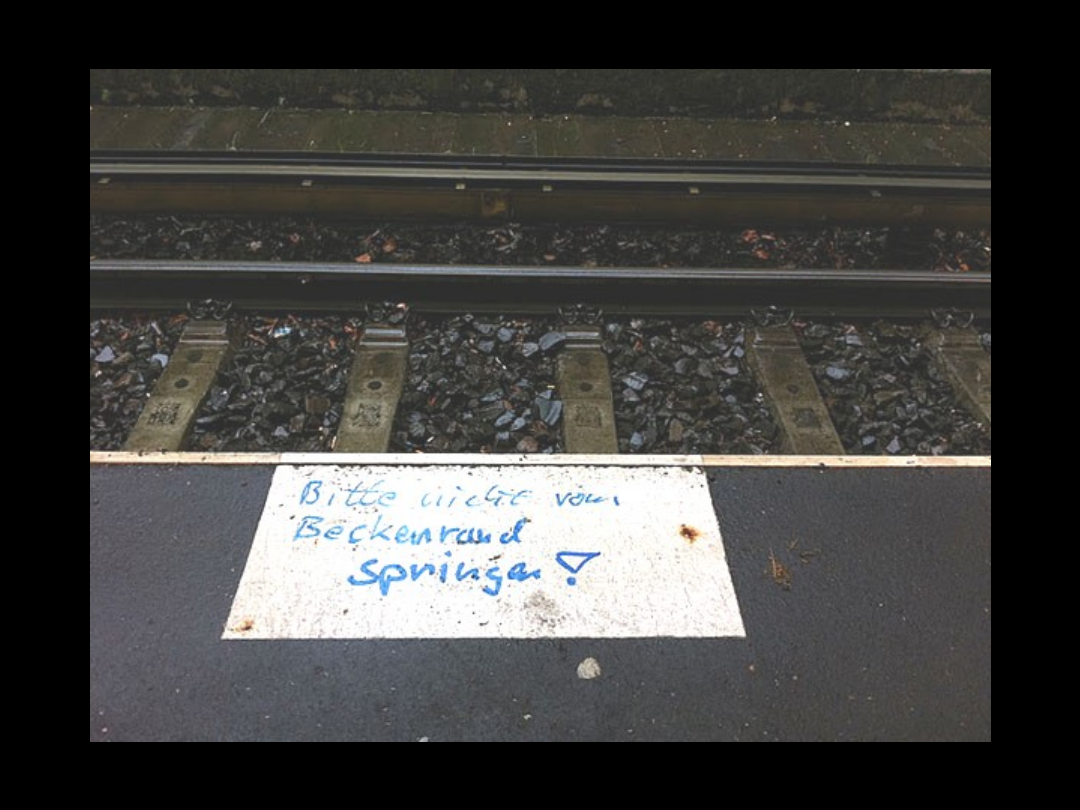 Bitte nicht vom
Beckenrand
springen!